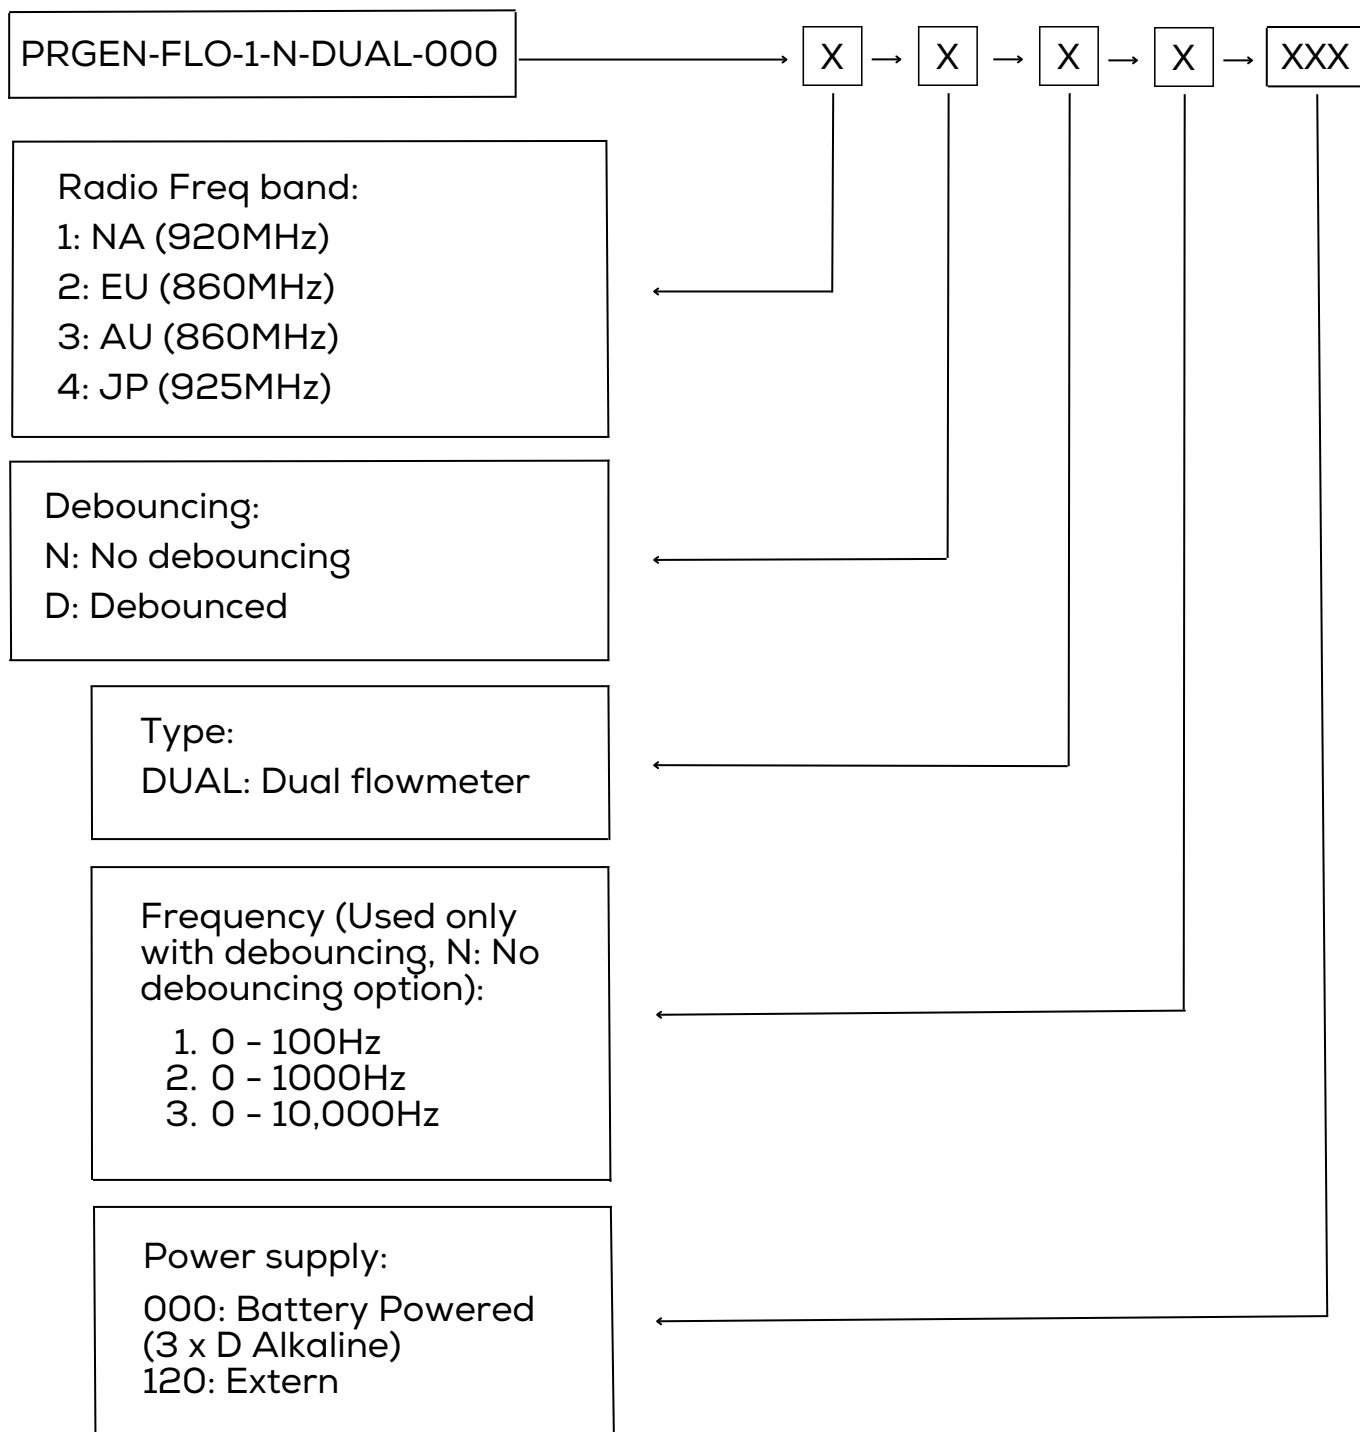 PRGEN-FLO-1-N-DUAL-000
X
X
X
X
XXX
Radio Freq band:
1: NA (920MHz)
2: EU (860MHz)
3: AU (860MHz)
4: JP (925MHz)
Debouncing:
N: No debouncing
D: Debounced
Type:
DUAL: Dual flowmeter
Frequency (Used only
with debouncing, N: No
debouncing option):
1. 0 - 100Hz
2. 0 - 1000Hz
3. 0 - 10,000Hz
Power supply:
000: Battery Powered
(3 x D Alkaline)
120: Extern